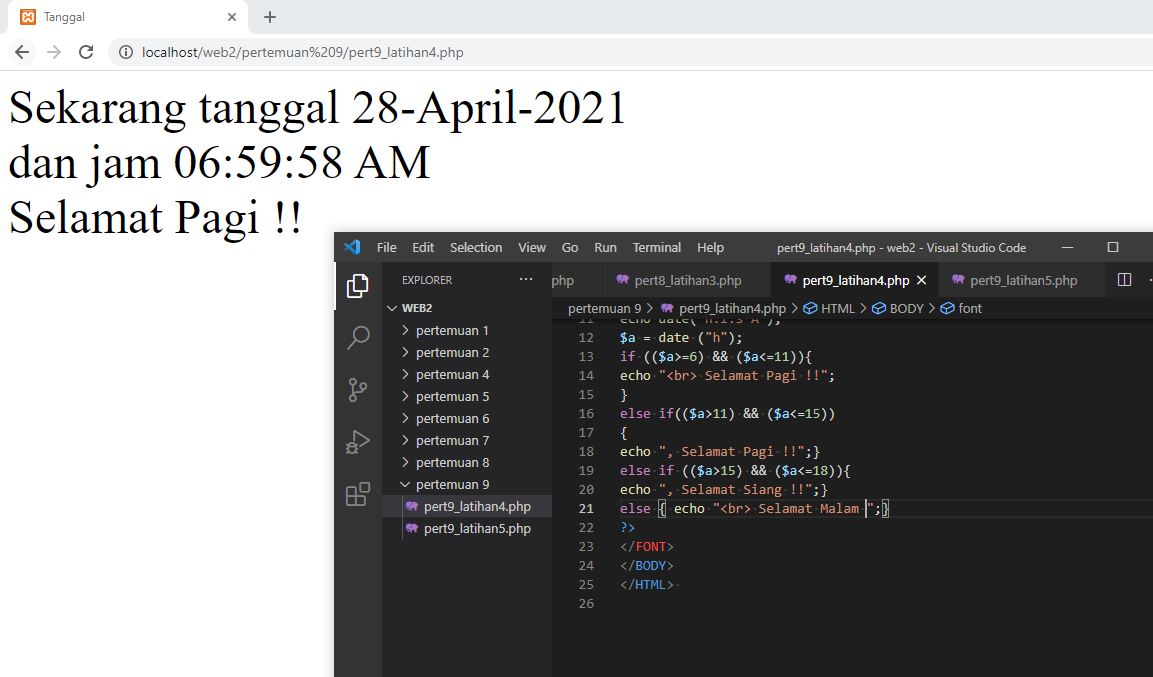 Tanggal
localhost/web2/pertemuan%209/pert9_latihan4.php
Sekarang tanggal 28-April-2021
dan jam 06:59:58 AM
Selamat Pagi !!
File Edit Selection View Go Run Terminal Help pert9_latihan4.php - web2 - Visual Studio Code
EXPLORER
php pert8_latihan3.php pert9_latihan4.php pert9_latihan5.php
WEB2
pertemuan 1
pertemuan 2
pertemuan 4
pertemuan 5
pertemuan 6
pertemuan 7
pertemuan 8
pertemuan 9
pert9_latihan4.php
pert9_latihan5.php
pertemuan 9 > pert9_latihan4.php > HTML > BODY > font
11 echo date("h:i:s A");
12 $a = date ("h");
13 if (($a>=6) && ($a<=11)){
14 echo "<br> Selamat Pagi !!";
15 }
16 else if(($a>11) && ($a<=15))
17 {
18 echo ", Selamat Pagi !!";}
19 else if (($a>15) && ($a<=18)){
20 echo ", Selamat Siang !!";}
21 else { echo "<br> Selamat Malam ";}
22 ?>
23 </FONT>
24 </BODY>
25 </HTML>
26